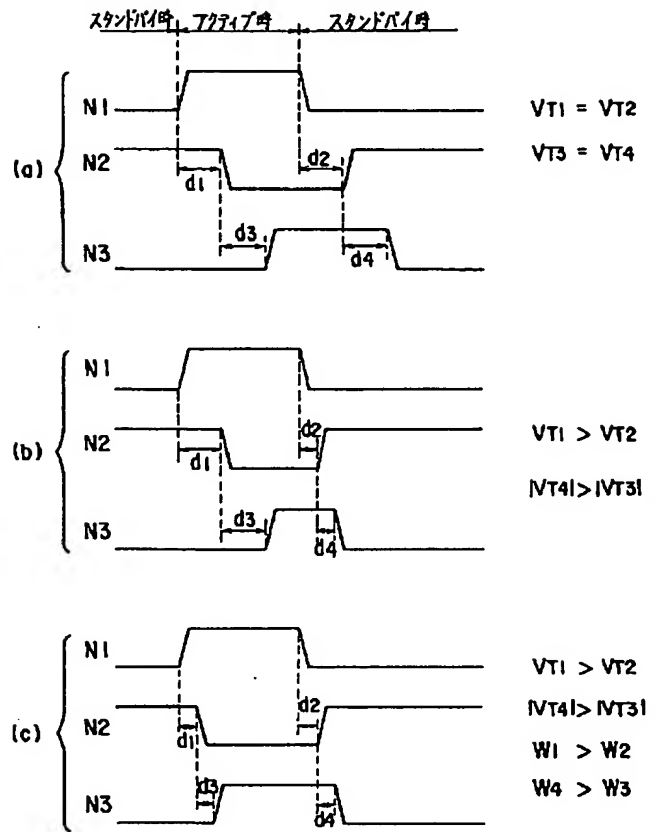 スタンドバイ時 アクティブ時 スタンドバイ時
(a)
N1
VT1 = VT2
N2
d1
d2
VT3 = VT4
N3
d3
d4
(b)
N1
N2
d1
d2
VT1 > VT2
|VT4| > |VT3|
N3
d3
d4
(c)
N1
VT1 > VT2
N2
d1
d2
|VT4| > |VT3|
W1 > W2
N3
d3
d4
W4 > W3